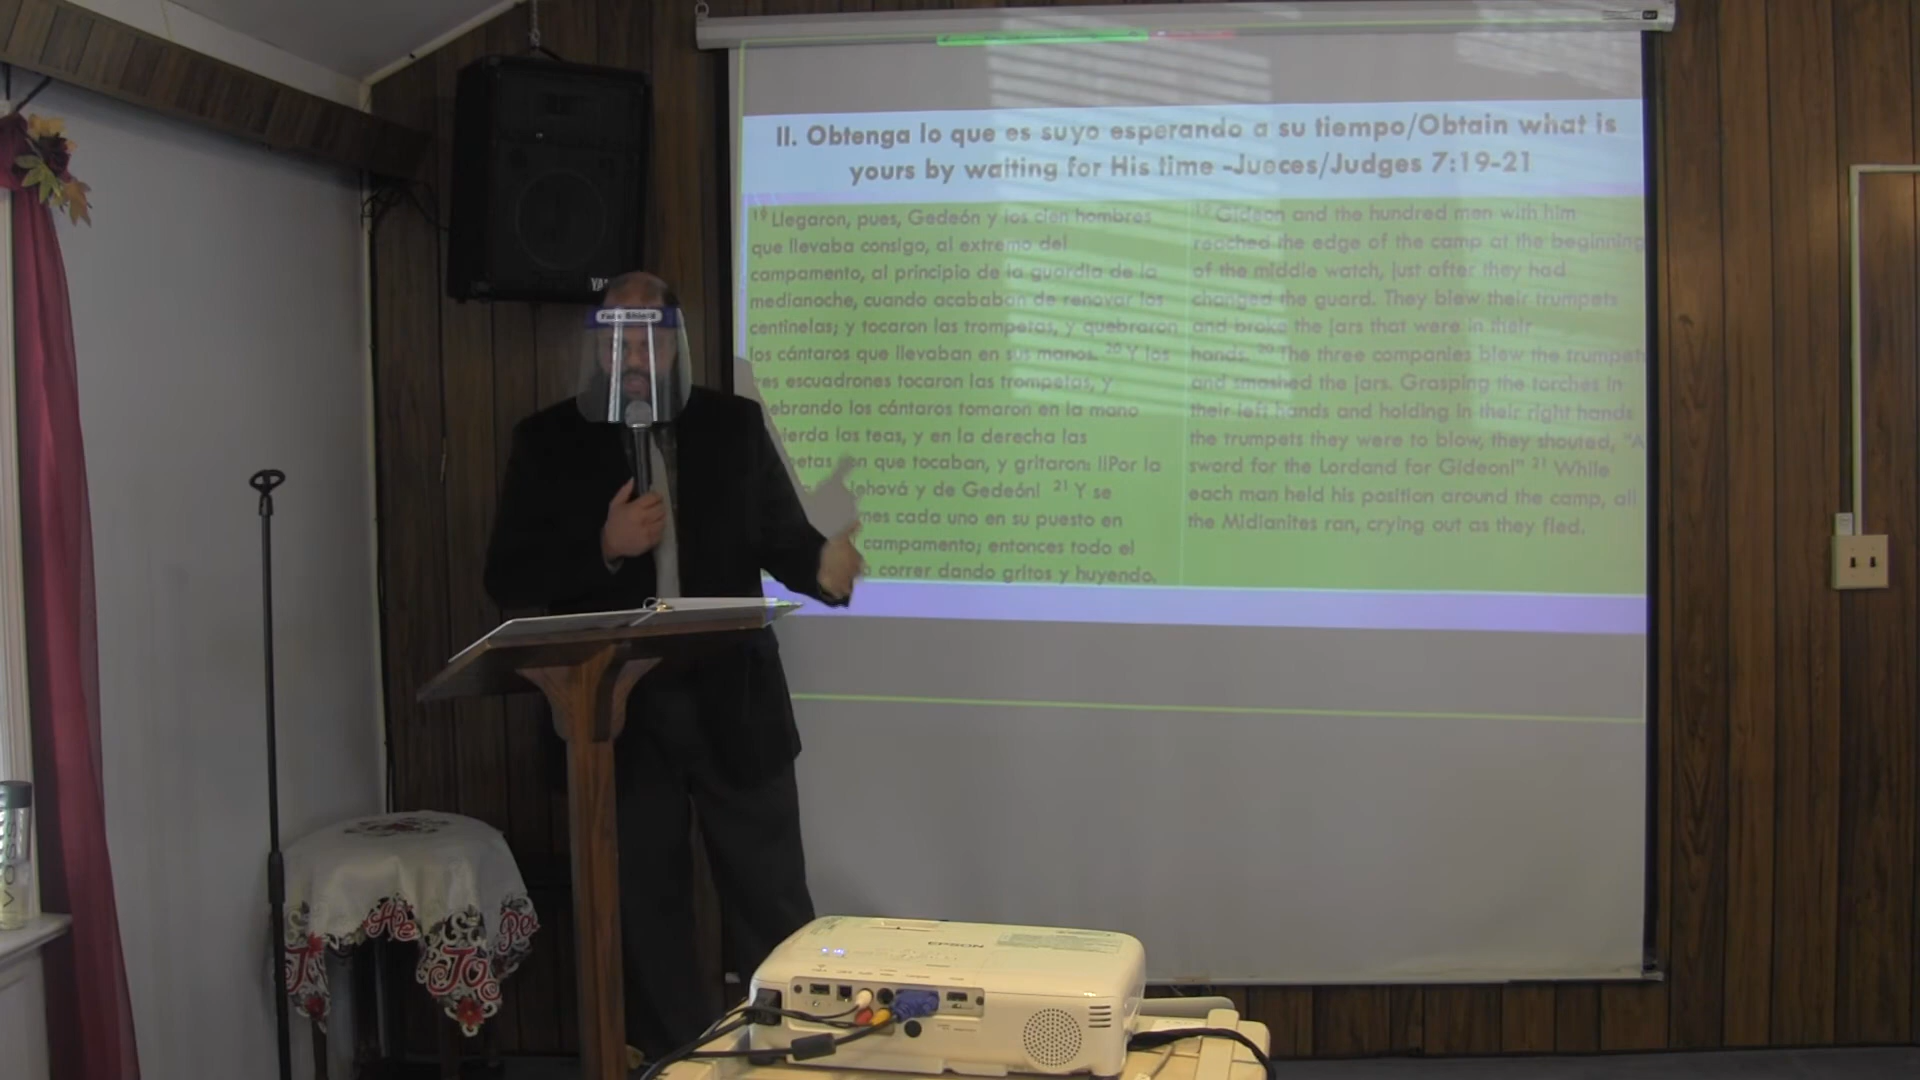 II. Obtenga lo que es suyo esperando a su tiempo/Obtain what is
yours by waiting for His time -Jueces/Judges 7:19-21
19 Llegaron, pues, Gedeón y los cien hombres
que llevaba consigo, al extremo del
campamento, al principio de la guardia de la
medianoche, cuando acababan de renovar los
centinelas; y tocaron las trompetas, y quebraron
los cántaros que llevaban en sus manos. 20 Y los
res escuadrones tocaron las trompetas, y
ebrando los cántaros tomaron en la mano
ierda las teas, y en la derecha las
petas con que tocaban, y gritaron: ¡¡Por la
Jehová y de Gedeón! 21 Y se
mes cada uno en su puesto en
campamento; entonces todo el
a correr dando gritos y huyendo.
19 Gideon and the hundred men with him
reached the edge of the camp at the beginning
of the middle watch, just after they had
changed the guard. They blew their trumpets
and broke the jars that were in their
hands. 20 The three companies blew the trumpets
and smashed the jars. Grasping the torches in
their left hands and holding in their right hands
the trumpets they were to blow, they shouted, "A
sword for the Lordand for Gideon!" 21 While
each man held his position around the camp, all
the Midianites ran, crying out as they fled.
YA
Face Shield
EPSON
Voss
Jo